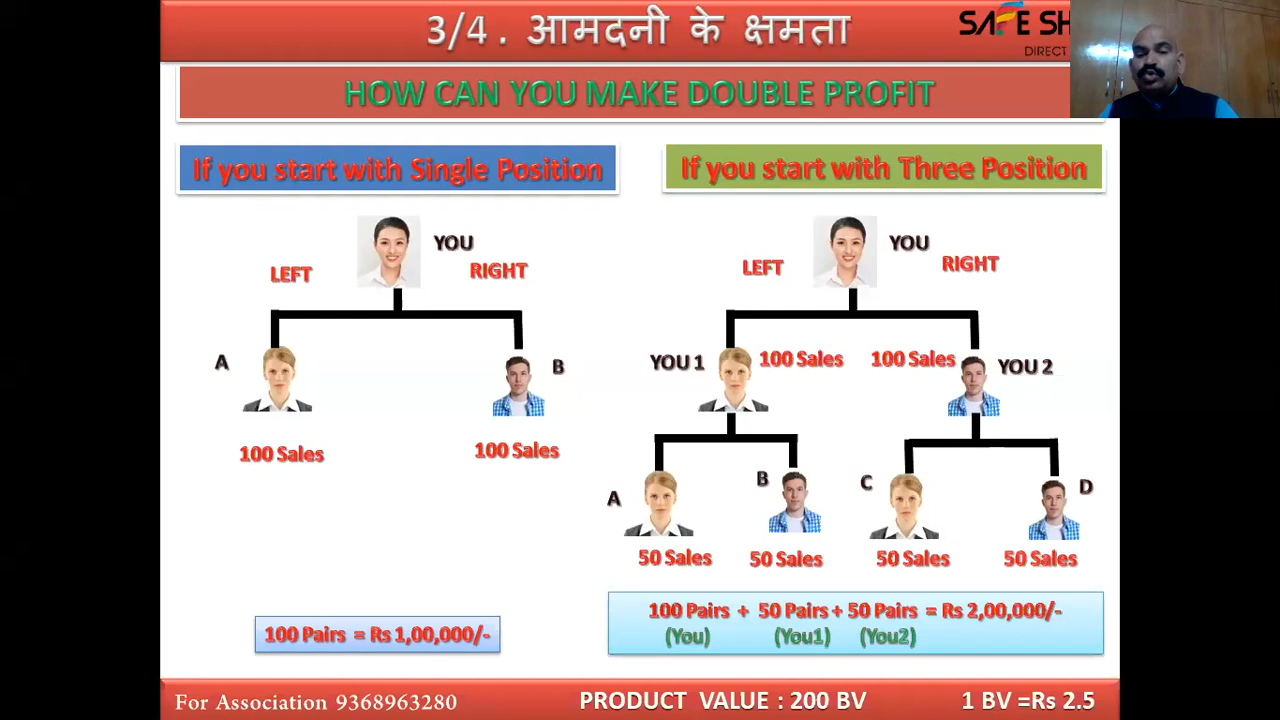 3/4 . आमदनी के क्षमता
SAFE SH
DIRECT
HOW CAN YOU MAKE DOUBLE PROFIT
If you start with Single Position
If you start with Three Position
YOU
LEFT
RIGHT
A
B
100 Sales
100 Sales
100 Pairs = Rs 1,00,000/-
YOU
LEFT
RIGHT
YOU 1
100 Sales
100 Sales
YOU 2
A
B
C
D
50 Sales
50 Sales
50 Sales
50 Sales
100 Pairs + 50 Pairs + 50 Pairs = Rs 2,00,000/-
(You) (You1) (You2)
For Association 9368963280
PRODUCT VALUE : 200 BV
1 BV =Rs 2.5